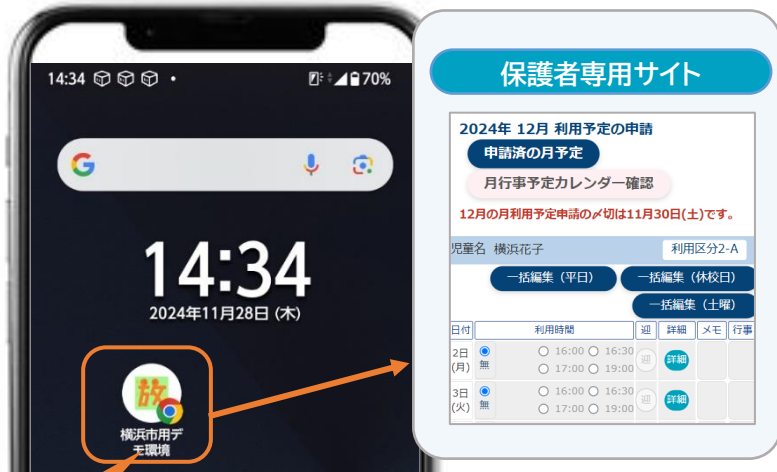 14:34
70%
G
14:34
2024年11月28日 (木)
放
横浜市用デ
モ環境
保護者専用サイト
2024年 12月 利用予定の申請
申請済の月予定
月行事予定カレンダー確認
12月の月利用予定申請の〆切は11月30日(土)です。
児童名 横浜花子 利用区分2-A
一括編集（平日） 一括編集（休校日）
一括編集（土曜）
日付 利用時間 迎 詳細 メモ 行事
2日 16:00 16:30 迎 詳細
(月) 無 17:00 19:00
3日 16:00 16:30 迎 詳細
(火) 無 17:00 19:00